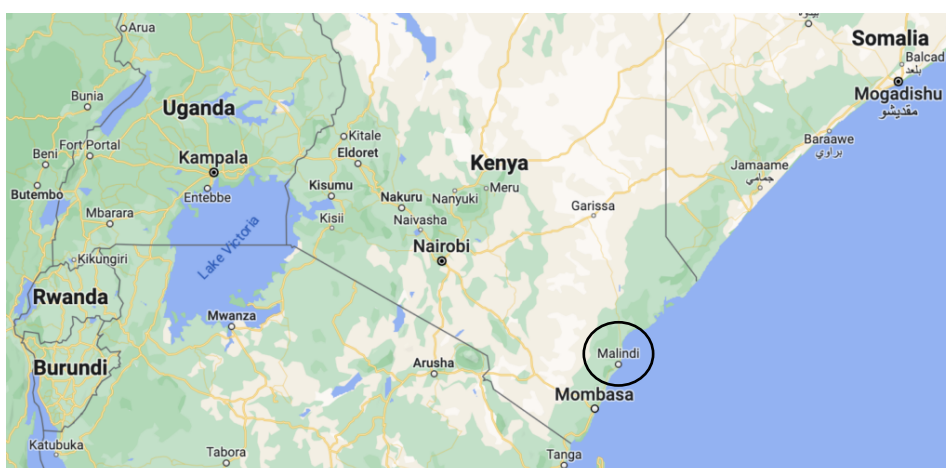 Arua
Somalia
Balcad
بلعد
Bunia
Uganda
Mogadishu
مقديشو
Kitale
Baraawe
براوي
Beni
Fort Portal
Kampala
Eldoret
Kenya
Jamaame
جمامي
Butembo
Entebbe
Kisumu
Nakuru
Nanyuki
Meru
Garissa
Mbarara
Kisii
Naivasha
Lake Victoria
Nairobi
Kikungiri
Rwanda
Mwanza
Malindi
Burundi
Arusha
Mombasa
Katubuka
Tabora
Tanga